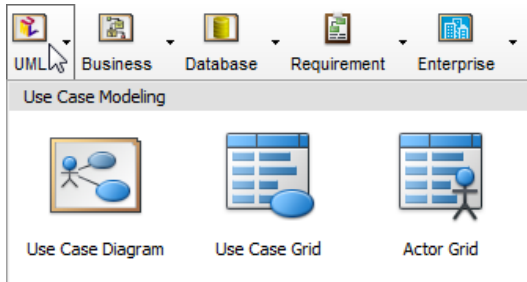 UML Business Database Requirement Enterprise
Use Case Modeling
Use Case Diagram Use Case Grid Actor Grid